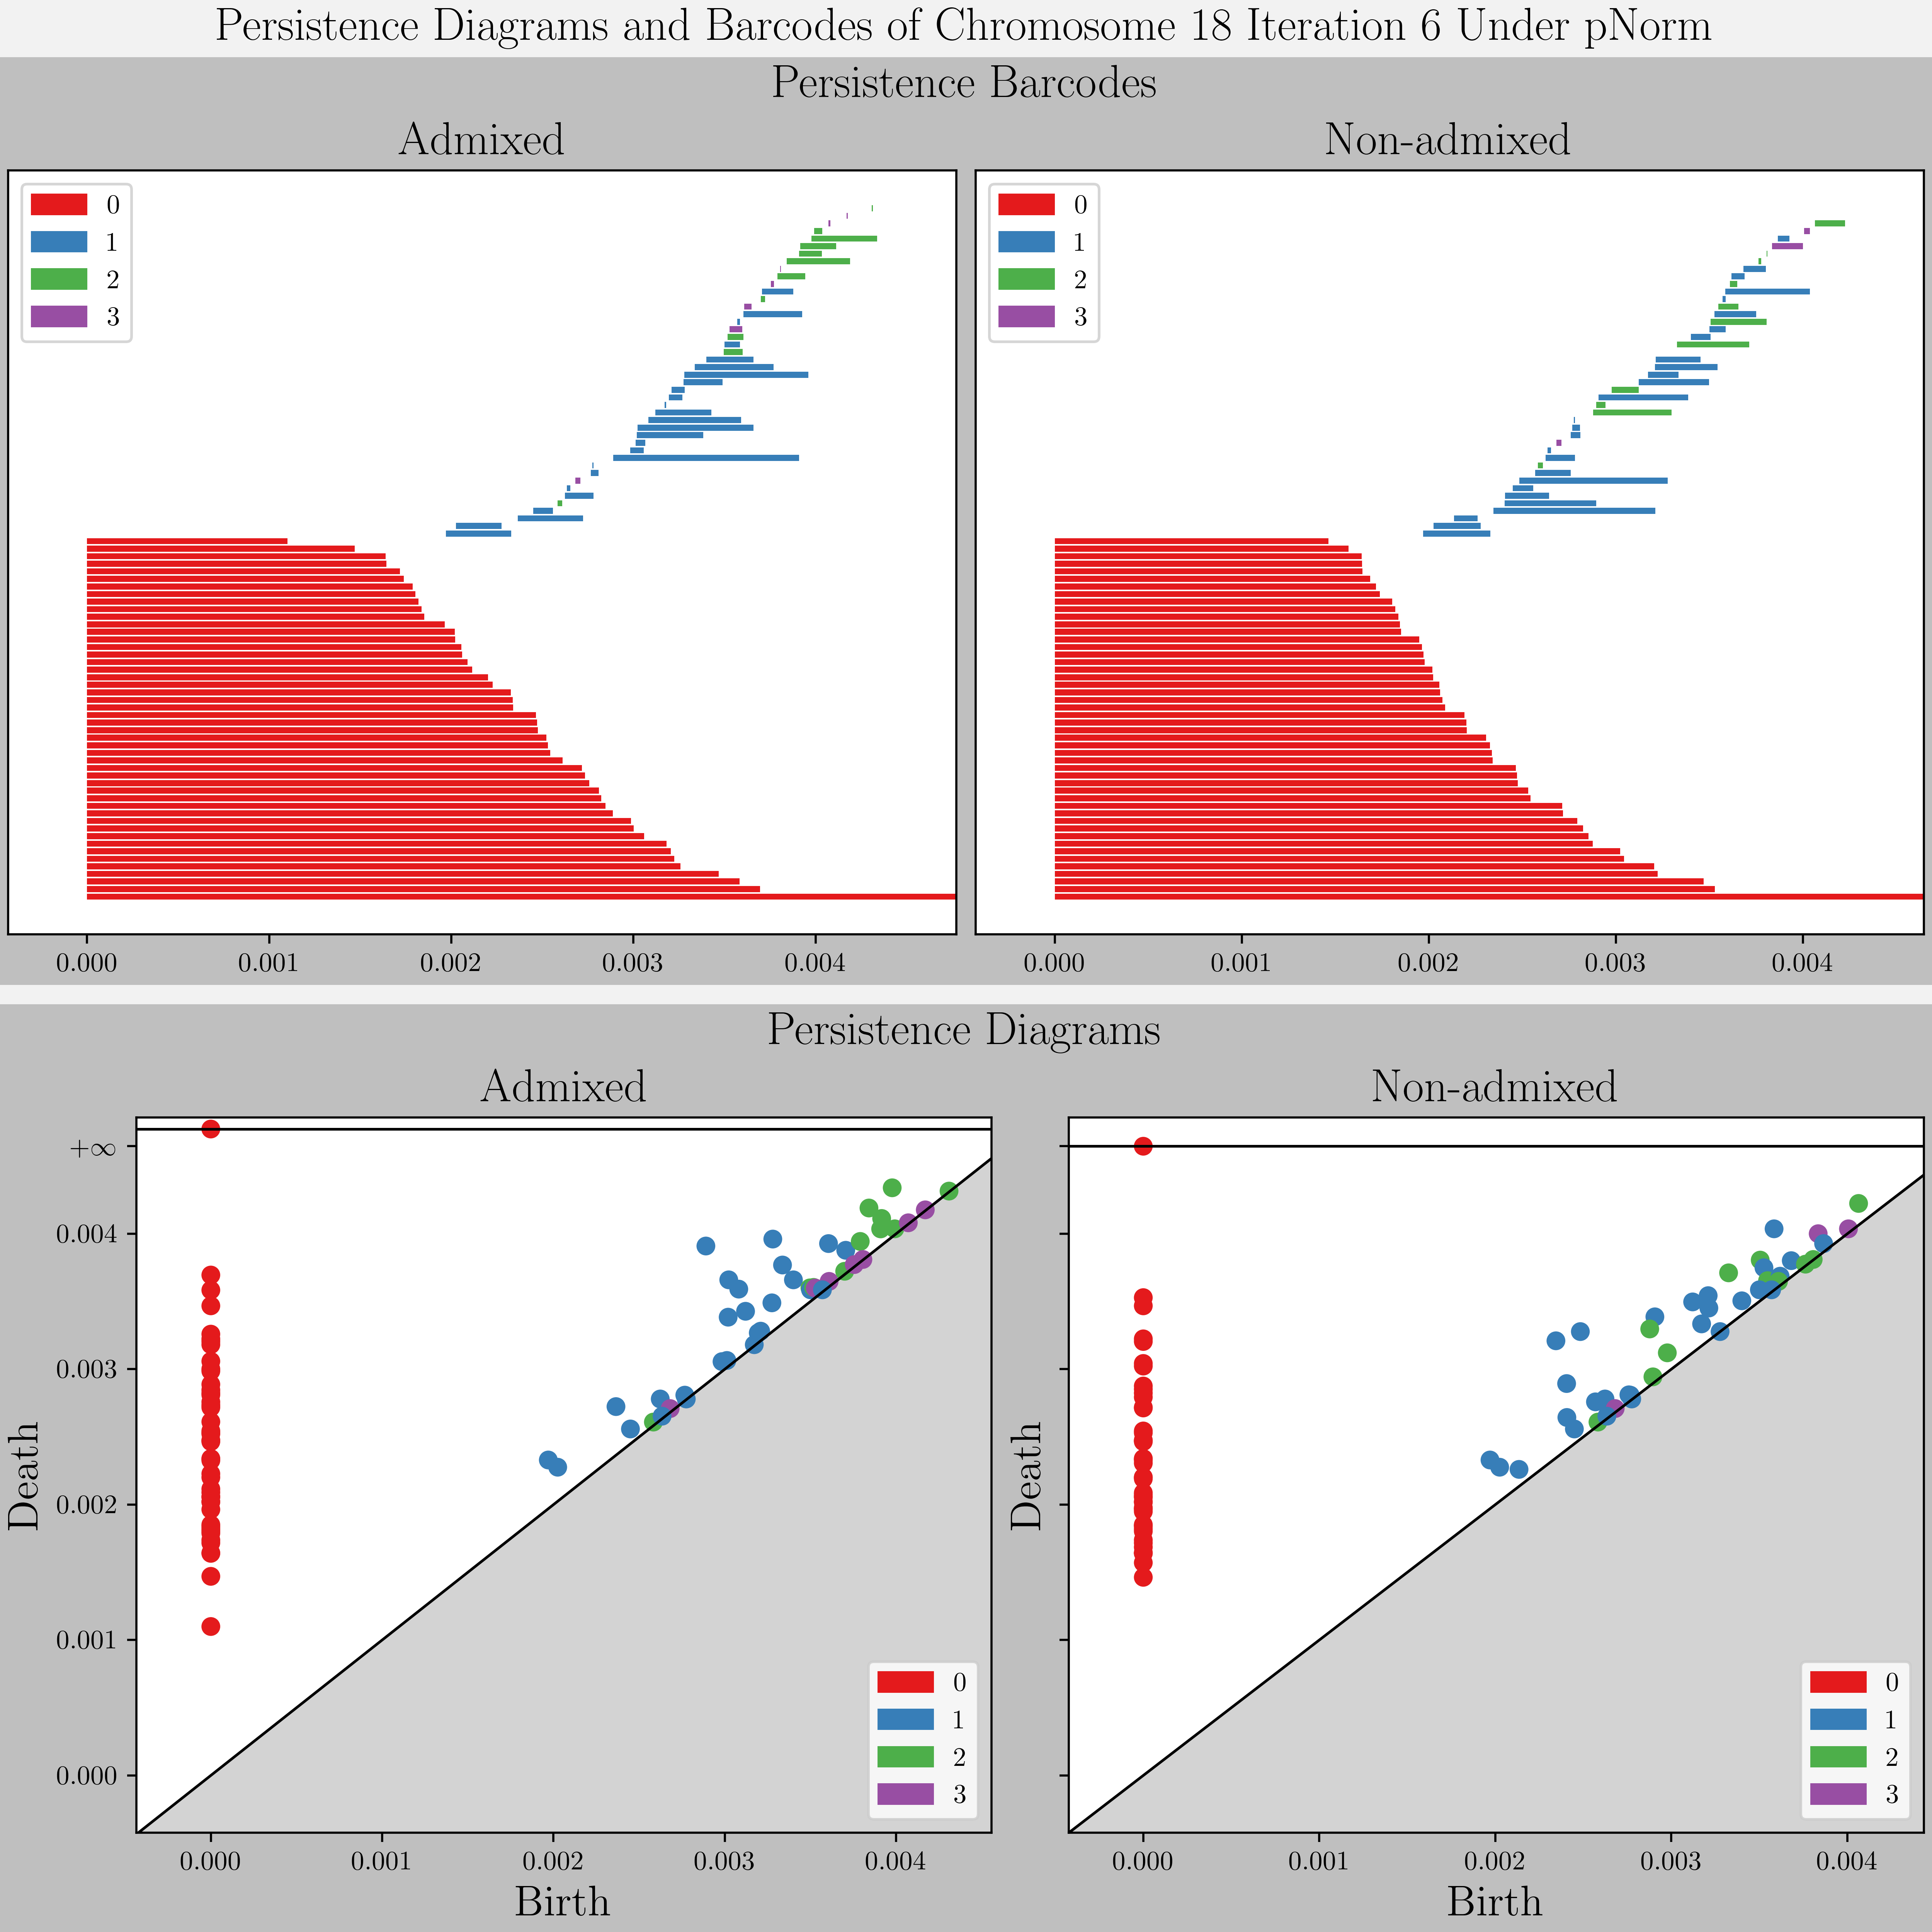 Persistence Diagrams and Barcodes of Chromosome 18 Iteration 6 Under pNorm
Persistence Barcodes
Admixed
0
1
2
3
0.000 0.001 0.002 0.003 0.004
Non-admixed
0
1
2
3
0.000 0.001 0.002 0.003 0.004
Persistence Diagrams
Admixed
Death
+∞
0.004
0.003
0.002
0.001
0.000
0
1
2
3
0.000 0.001 0.002 0.003 0.004
Birth
Non-admixed
Death
0
1
2
3
0.000 0.001 0.002 0.003 0.004
Birth